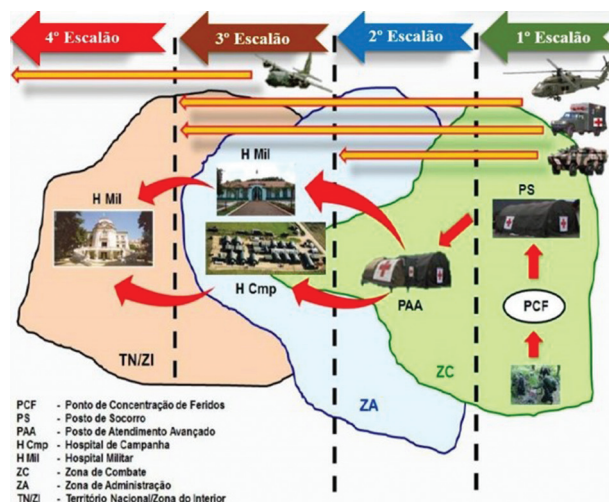 4º Escalão
3º Escalão
2º Escalão
1º Escalão
H Mil
H Mil
PS
H Cmp
PAA
PCF
TN/ZI
ZC
ZA
PCF - Ponto de Concentração de Feridos
PS - Posto de Socorro
PAA - Posto de Atendimento Avançado
H Cmp - Hospital de Campanha
H Mil - Hospital Militar
ZC - Zona de Combate
ZA - Zona de Administração
TN/ZI - Território Nacional/Zona do Interior